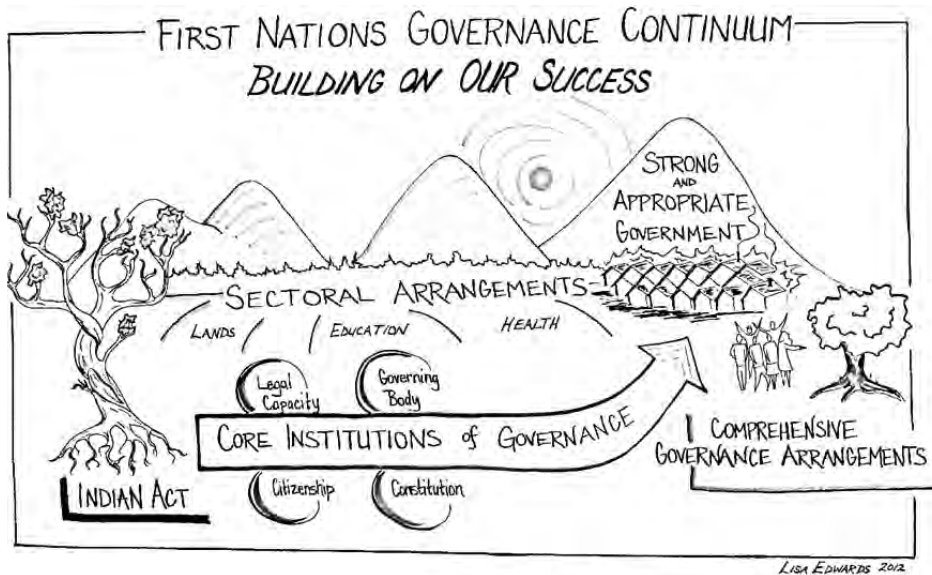 FIRST NATIONS GOVERNANCE CONTINUUM
BUILDING ON OUR SUCCESS
STRONG
AND
APPROPRIATE
GOVERNMENT
SECTORAL ARRANGEMENTS
LANDS
EDUCATION
HEALTH
Legal
Capacity
Governing
Body
CORE INSTITUTIONS of GOVERNANCE
Citizenship
Constitution
INDIAN ACT
COMPREHENSIVE
GOVERNANCE ARRANGEMENTS
LISA EDWARDS 2012